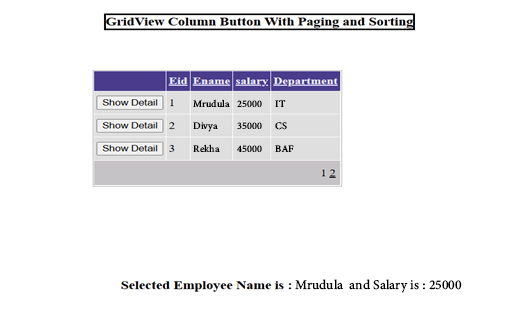 GridView Column Button With Paging and Sorting
Eid Ename salary Department
Show Detail 1 Mrudula 25000 IT
Show Detail 2 Divya 35000 CS
Show Detail 3 Rekha 45000 BAF
1 2
Selected Employee Name is : Mrudula and Salary is : 25000